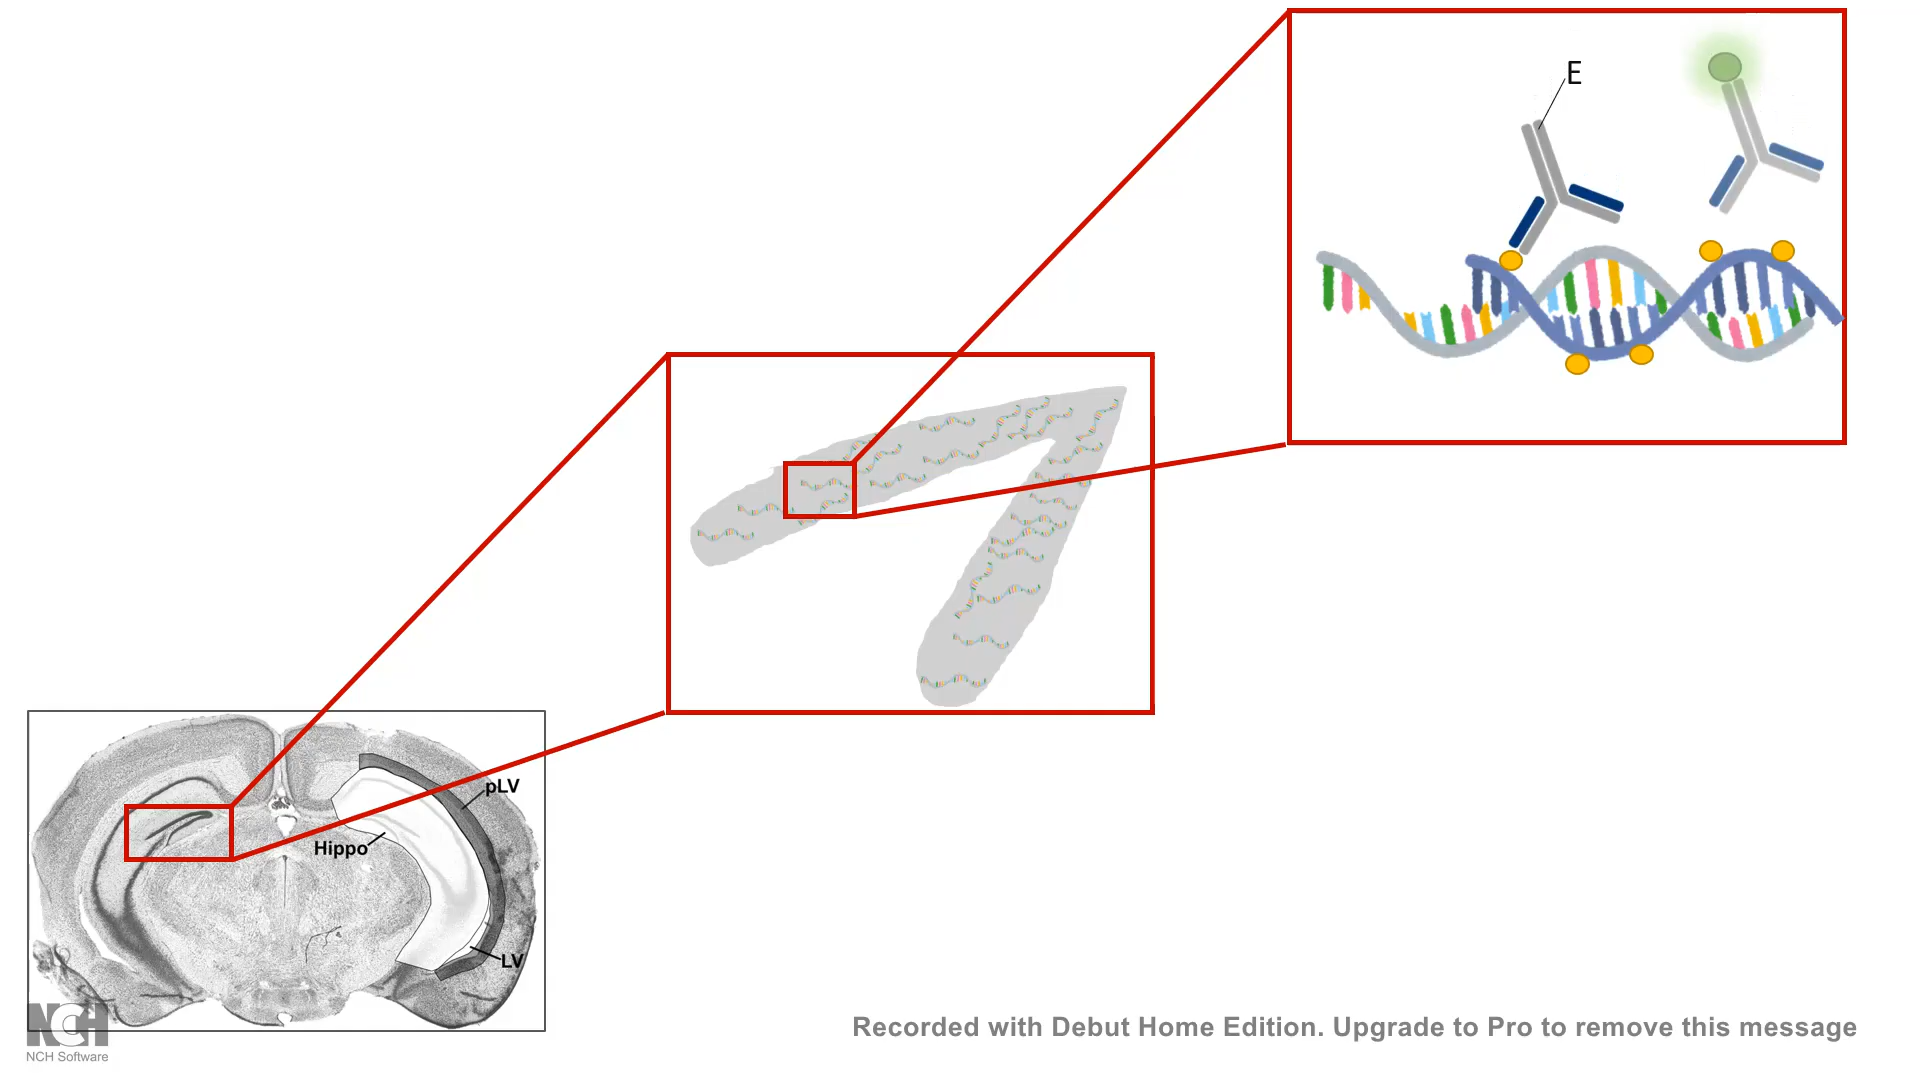 E
pLV
Hippo
LV
NCH
NCH Software
Recorded with Debut Home Edition. Upgrade to Pro to remove this message